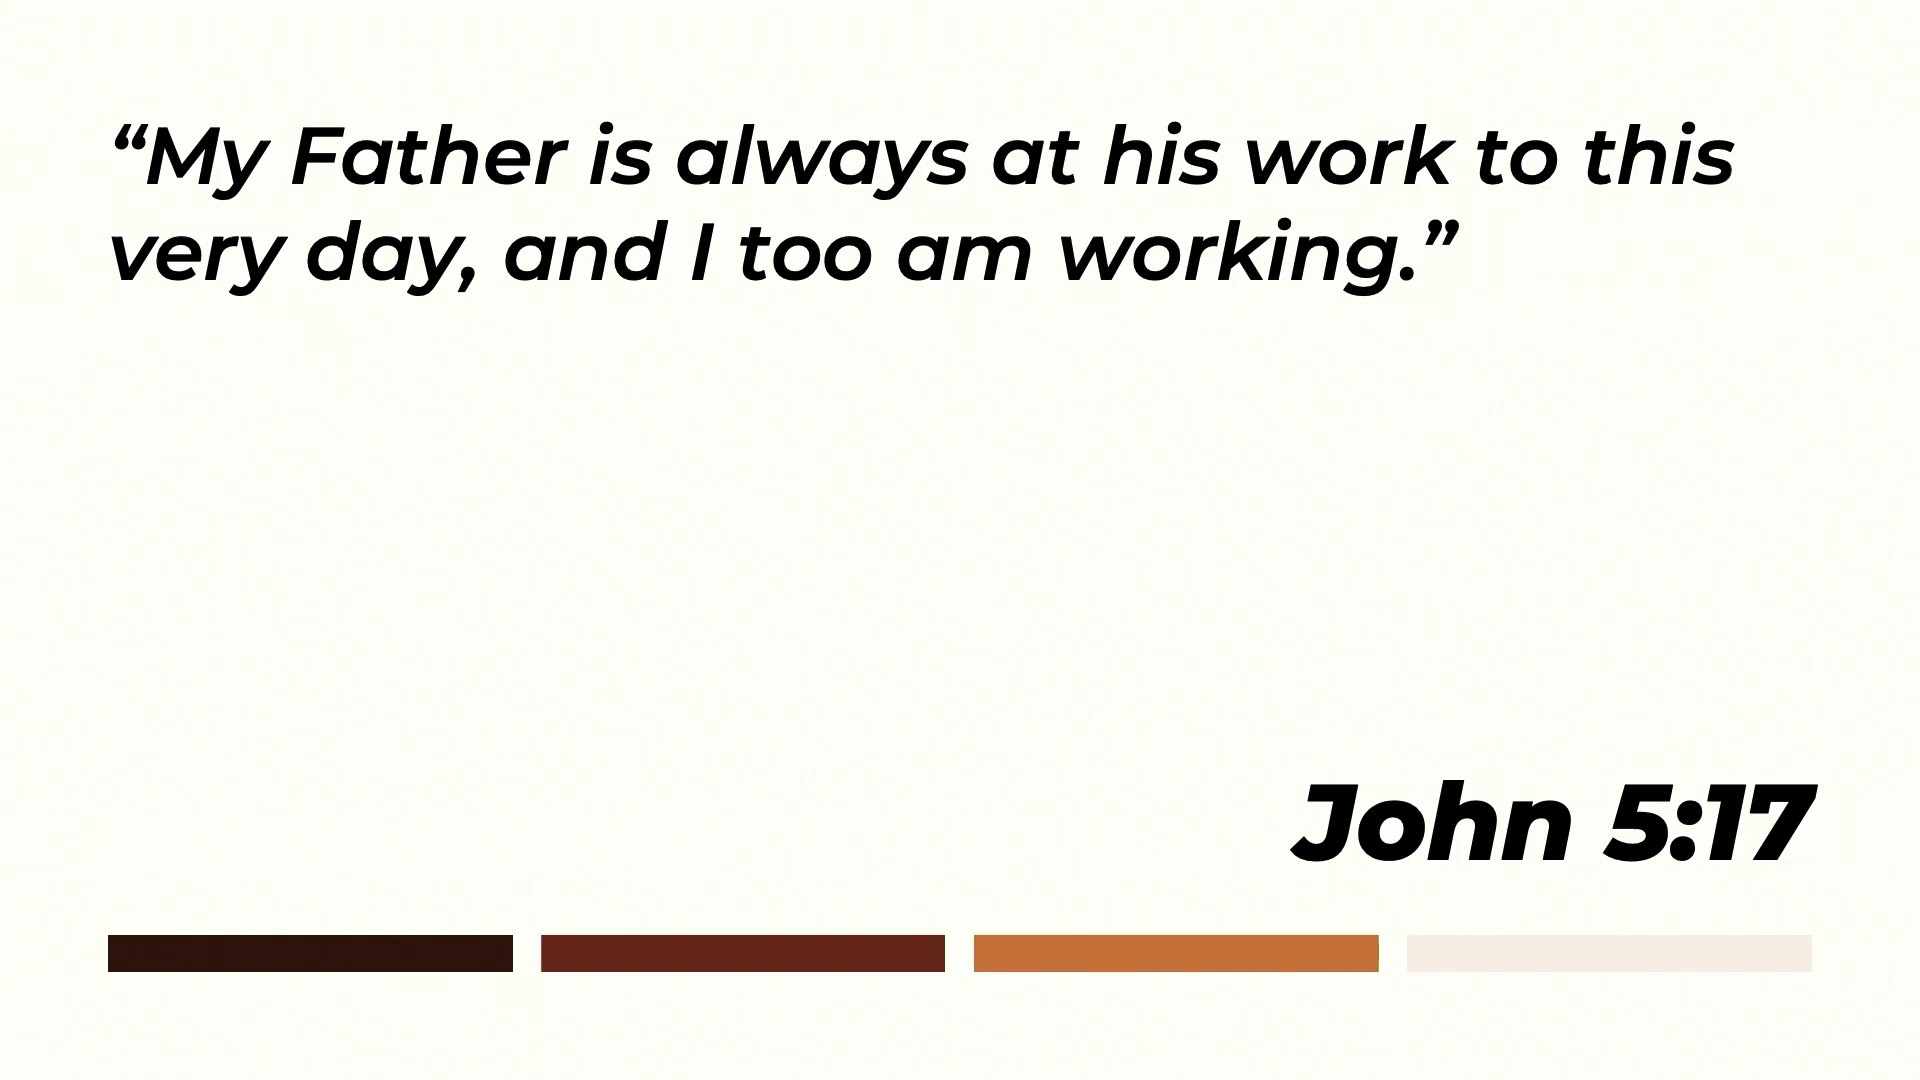 “My Father is always at his work to this
very day, and I too am working.”
John 5:17